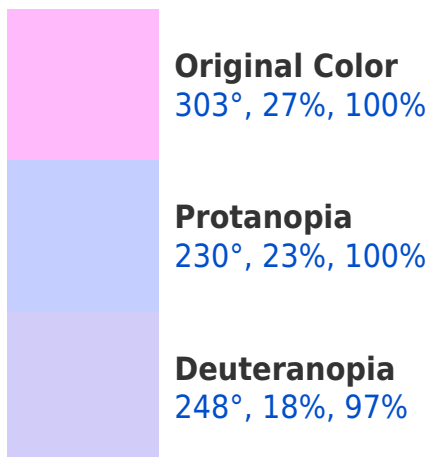 Original Color
303°, 27%, 100%
Protanopia
230°, 23%, 100%
Deuteranopia
248°, 18%, 97%